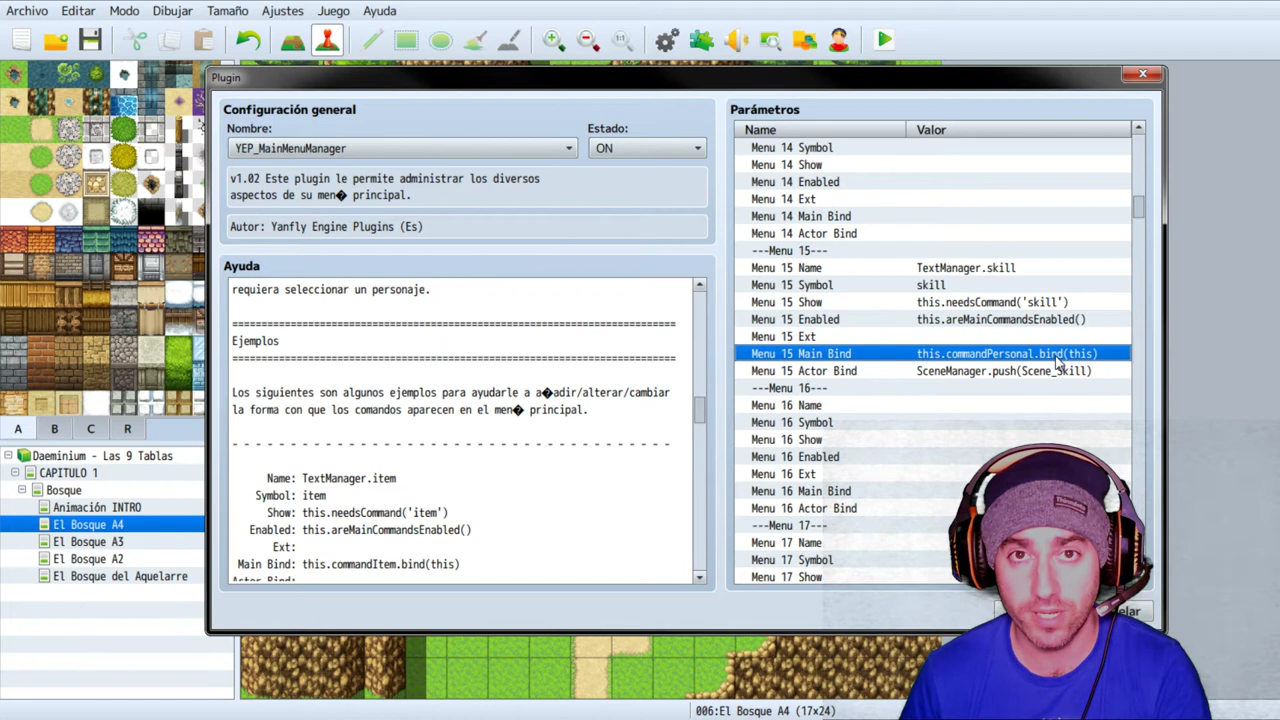 Archivo Editar Modo Dibujar Tamaño Ajustes Juego Ayuda
Plugin
Configuración general
Nombre:
Estado:
YEP_MainMenuManager
ON
v1.02 Este plugin le permite administrar los diversos
aspectos de su men� principal.
Autor: Yanfly Engine Plugins (Es)
Ayuda
requiera seleccionar un personaje.
================================================================================
Ejemplos
================================================================================
Los siguientes son algunos ejemplos para ayudarle a a�adir/alterar/cambiar
la forma con que los comandos aparecen en el men� principal.
- - - - - - - - - - - - - - - - - - - - - - - - - - - - - - - - - - - - - - -
Name: TextManager.item
Symbol: item
Show: this.needsCommand('item')
Enabled: this.areMainCommandsEnabled()
Ext:
Main Bind: this.commandItem.bind(this)
Actor Bind:
Parámetros
Name Valor
Menu 14 Symbol
Menu 14 Show
Menu 14 Enabled
Menu 14 Ext
Menu 14 Main Bind
Menu 14 Actor Bind
---Menu 15---
Menu 15 Name TextManager.skill
Menu 15 Symbol skill
Menu 15 Show this.needsCommand('skill')
Menu 15 Enabled this.areMainCommandsEnabled()
Menu 15 Ext
Menu 15 Main Bind this.commandPersonal.bind(this)
Menu 15 Actor Bind SceneManager.push(Scene_Skill)
---Menu 16---
Menu 16 Name
Menu 16 Symbol
Menu 16 Show
Menu 16 Enabled
Menu 16 Ext
Menu 16 Main Bind
Menu 16 Actor Bind
---Menu 17---
Menu 17 Name
Menu 17 Symbol
Menu 17 Show
A B C R
Daeminium - Las 9 Tablas
CAPITULO 1
Bosque
Animación INTRO
El Bosque A4
El Bosque A3
El Bosque A2
El Bosque del Aquelarre
006:El Bosque A4 (17x24)